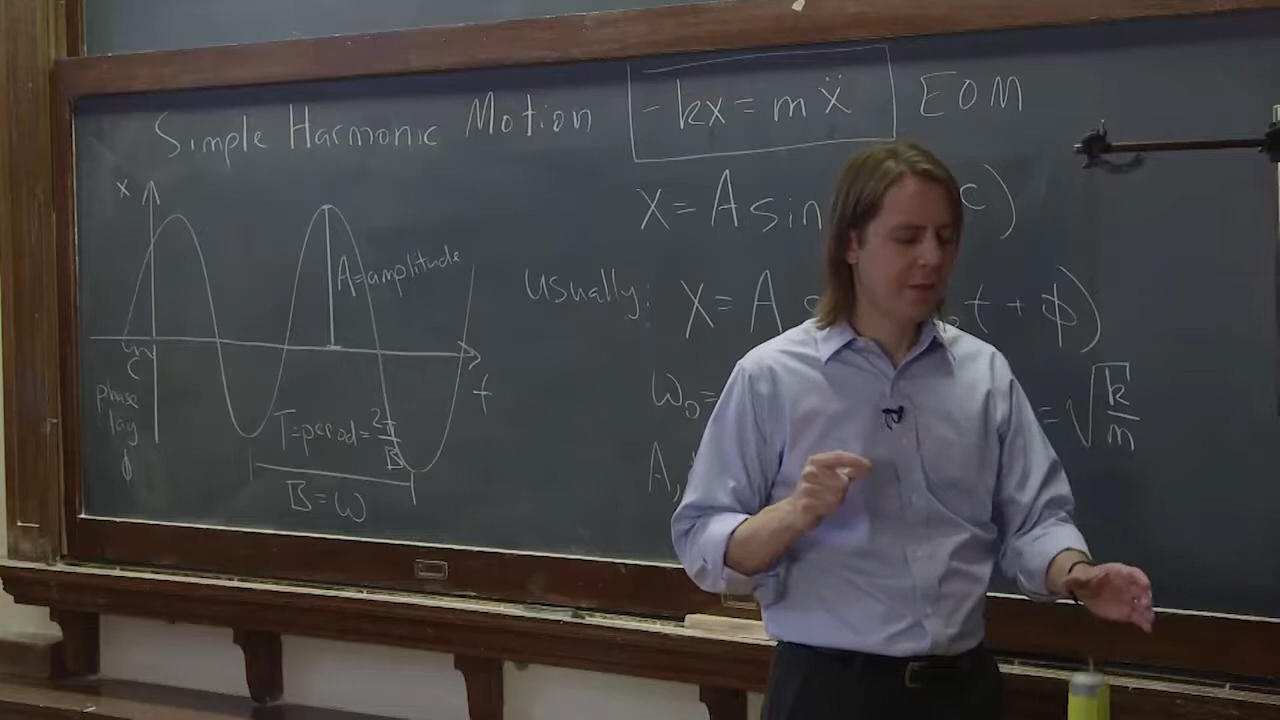 Simple Harmonic Motion
-kx = mẍ EOM
x = A sin c)
usually: x = A t + ϕ)
ω₀ = = √k/m
A,
x
A = amplitude
t
c
phase lag
ϕ
T = period = 2π/B
B = ω